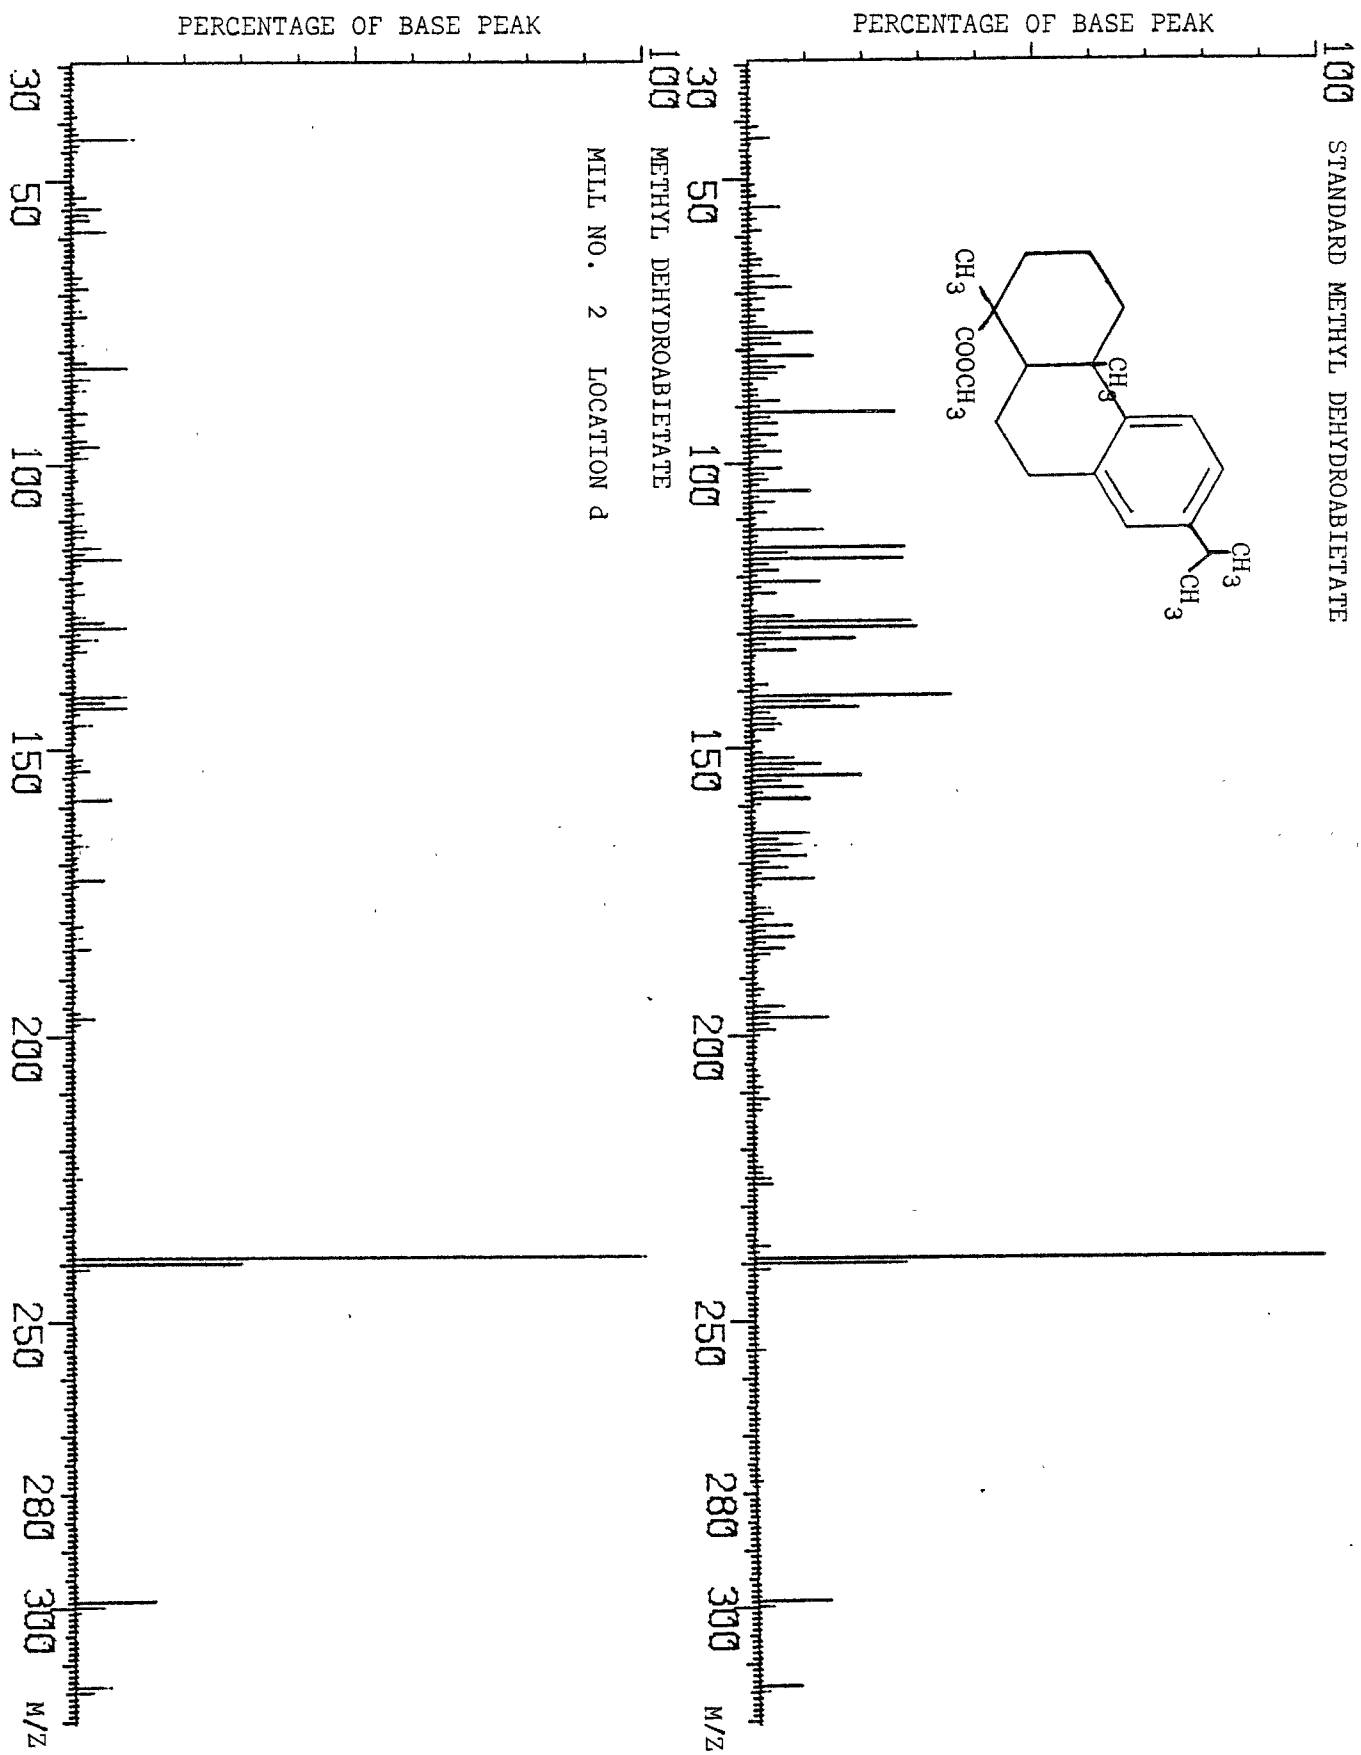 STANDARD METHYL DEHYDROABIETATE
100
PERCENTAGE OF BASE PEAK
CH3
COOCH3
CH3
CH3
CH3
30 50 100 150 200 250 280 300 M/Z
METHYL DEHYDROABIETATE
MILL NO. 2 LOCATION d
100
PERCENTAGE OF BASE PEAK
30 50 100 150 200 250 280 300 M/Z